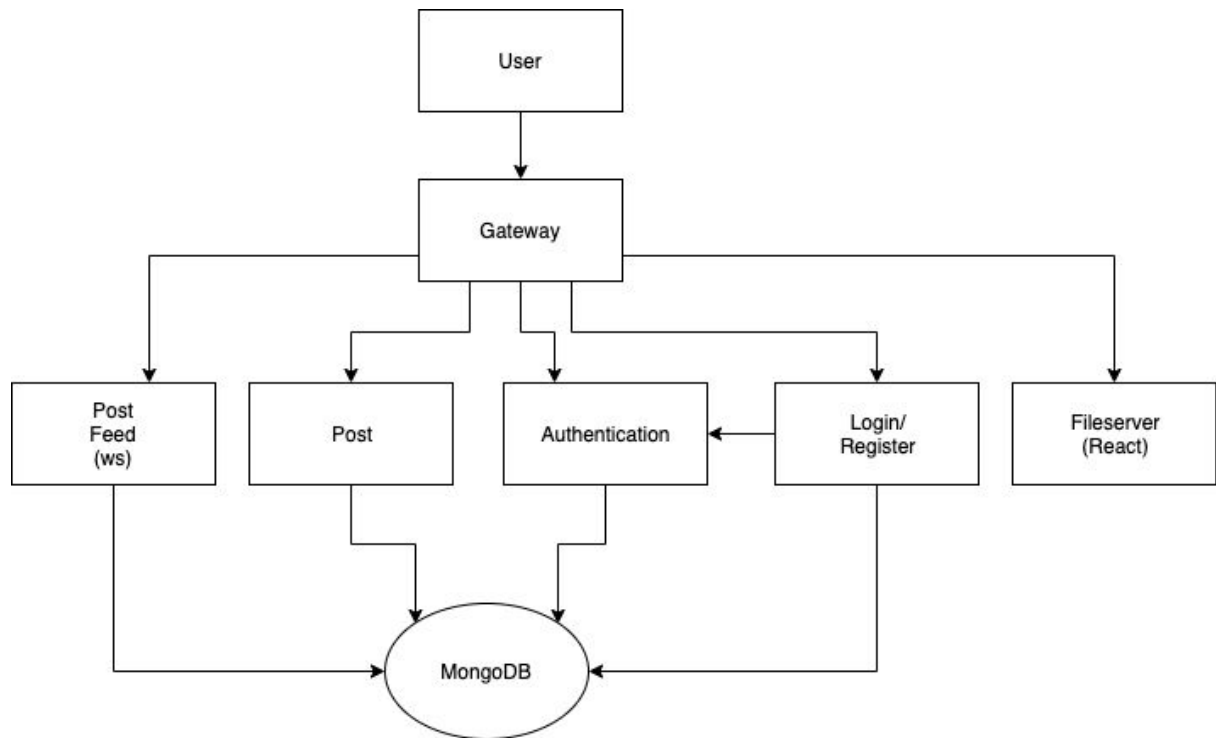 User
Gateway
Post
Feed
(ws)
Post
Authentication
Login/
Register
Fileserver
(React)
MongoDB